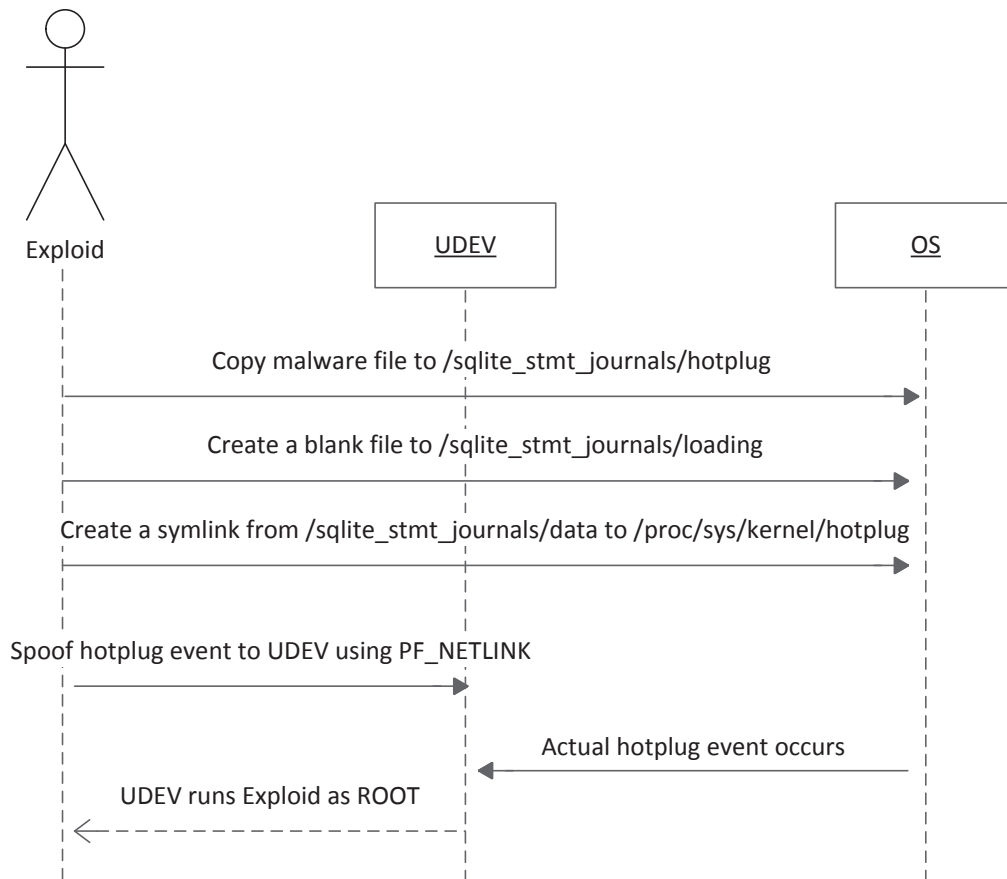 Exploid
UDEV
OS
Copy malware file to /sqlite_stmt_journals/hotplug
Create a blank file to /sqlite_stmt_journals/loading
Create a symlink from /sqlite_stmt_journals/data to /proc/sys/kernel/hotplug
Spoof hotplug event to UDEV using PF_NETLINK
Actual hotplug event occurs
UDEV runs Exploid as ROOT